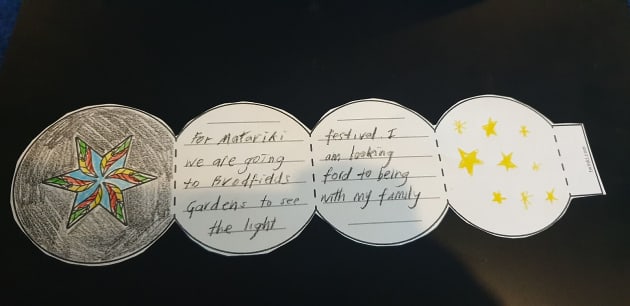 For Matariki
we are going
to Brodfields
Gardens to see
the light
festival. I
am looking
ford to being
with my family